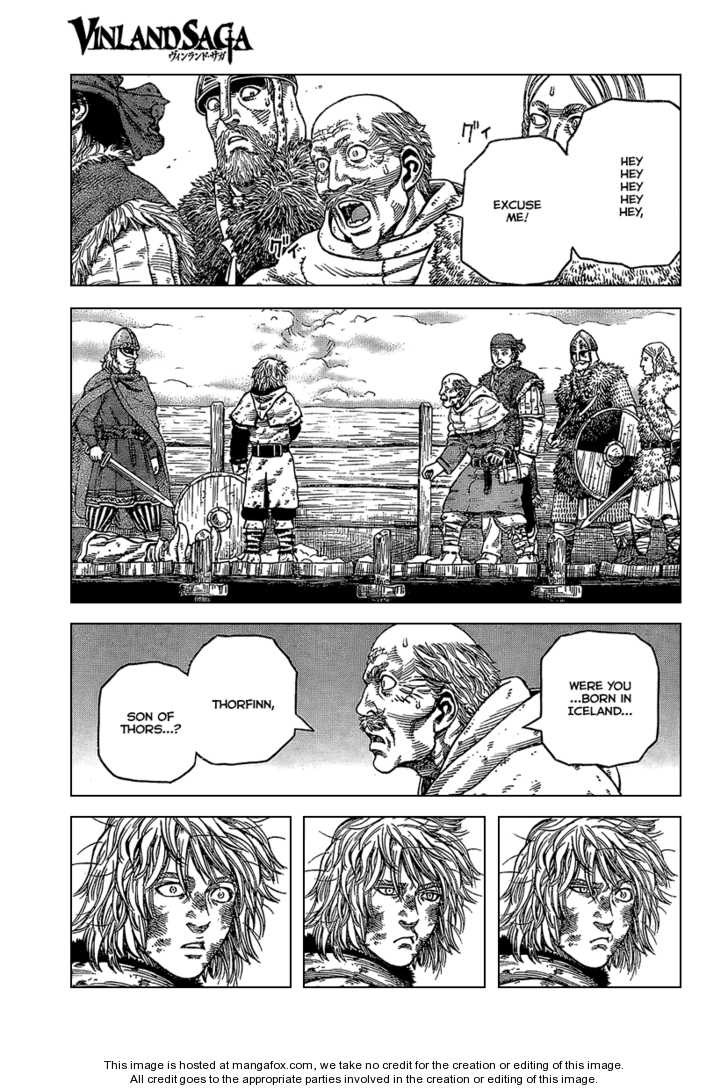 VINLAND SAGA
ヴィンランド・サガ
グイ
HEY
HEY
HEY
HEY
HEY,
EXCUSE
ME!
グイ
WERE YOU
...BORN IN
ICELAND...
THORFINN,
SON OF
THORS...?
This image is hosted at mangafox.com, we take no credit for the creation or editing of this image.
All credit goes to the appropriate parties involved in the creation and editing of this image.